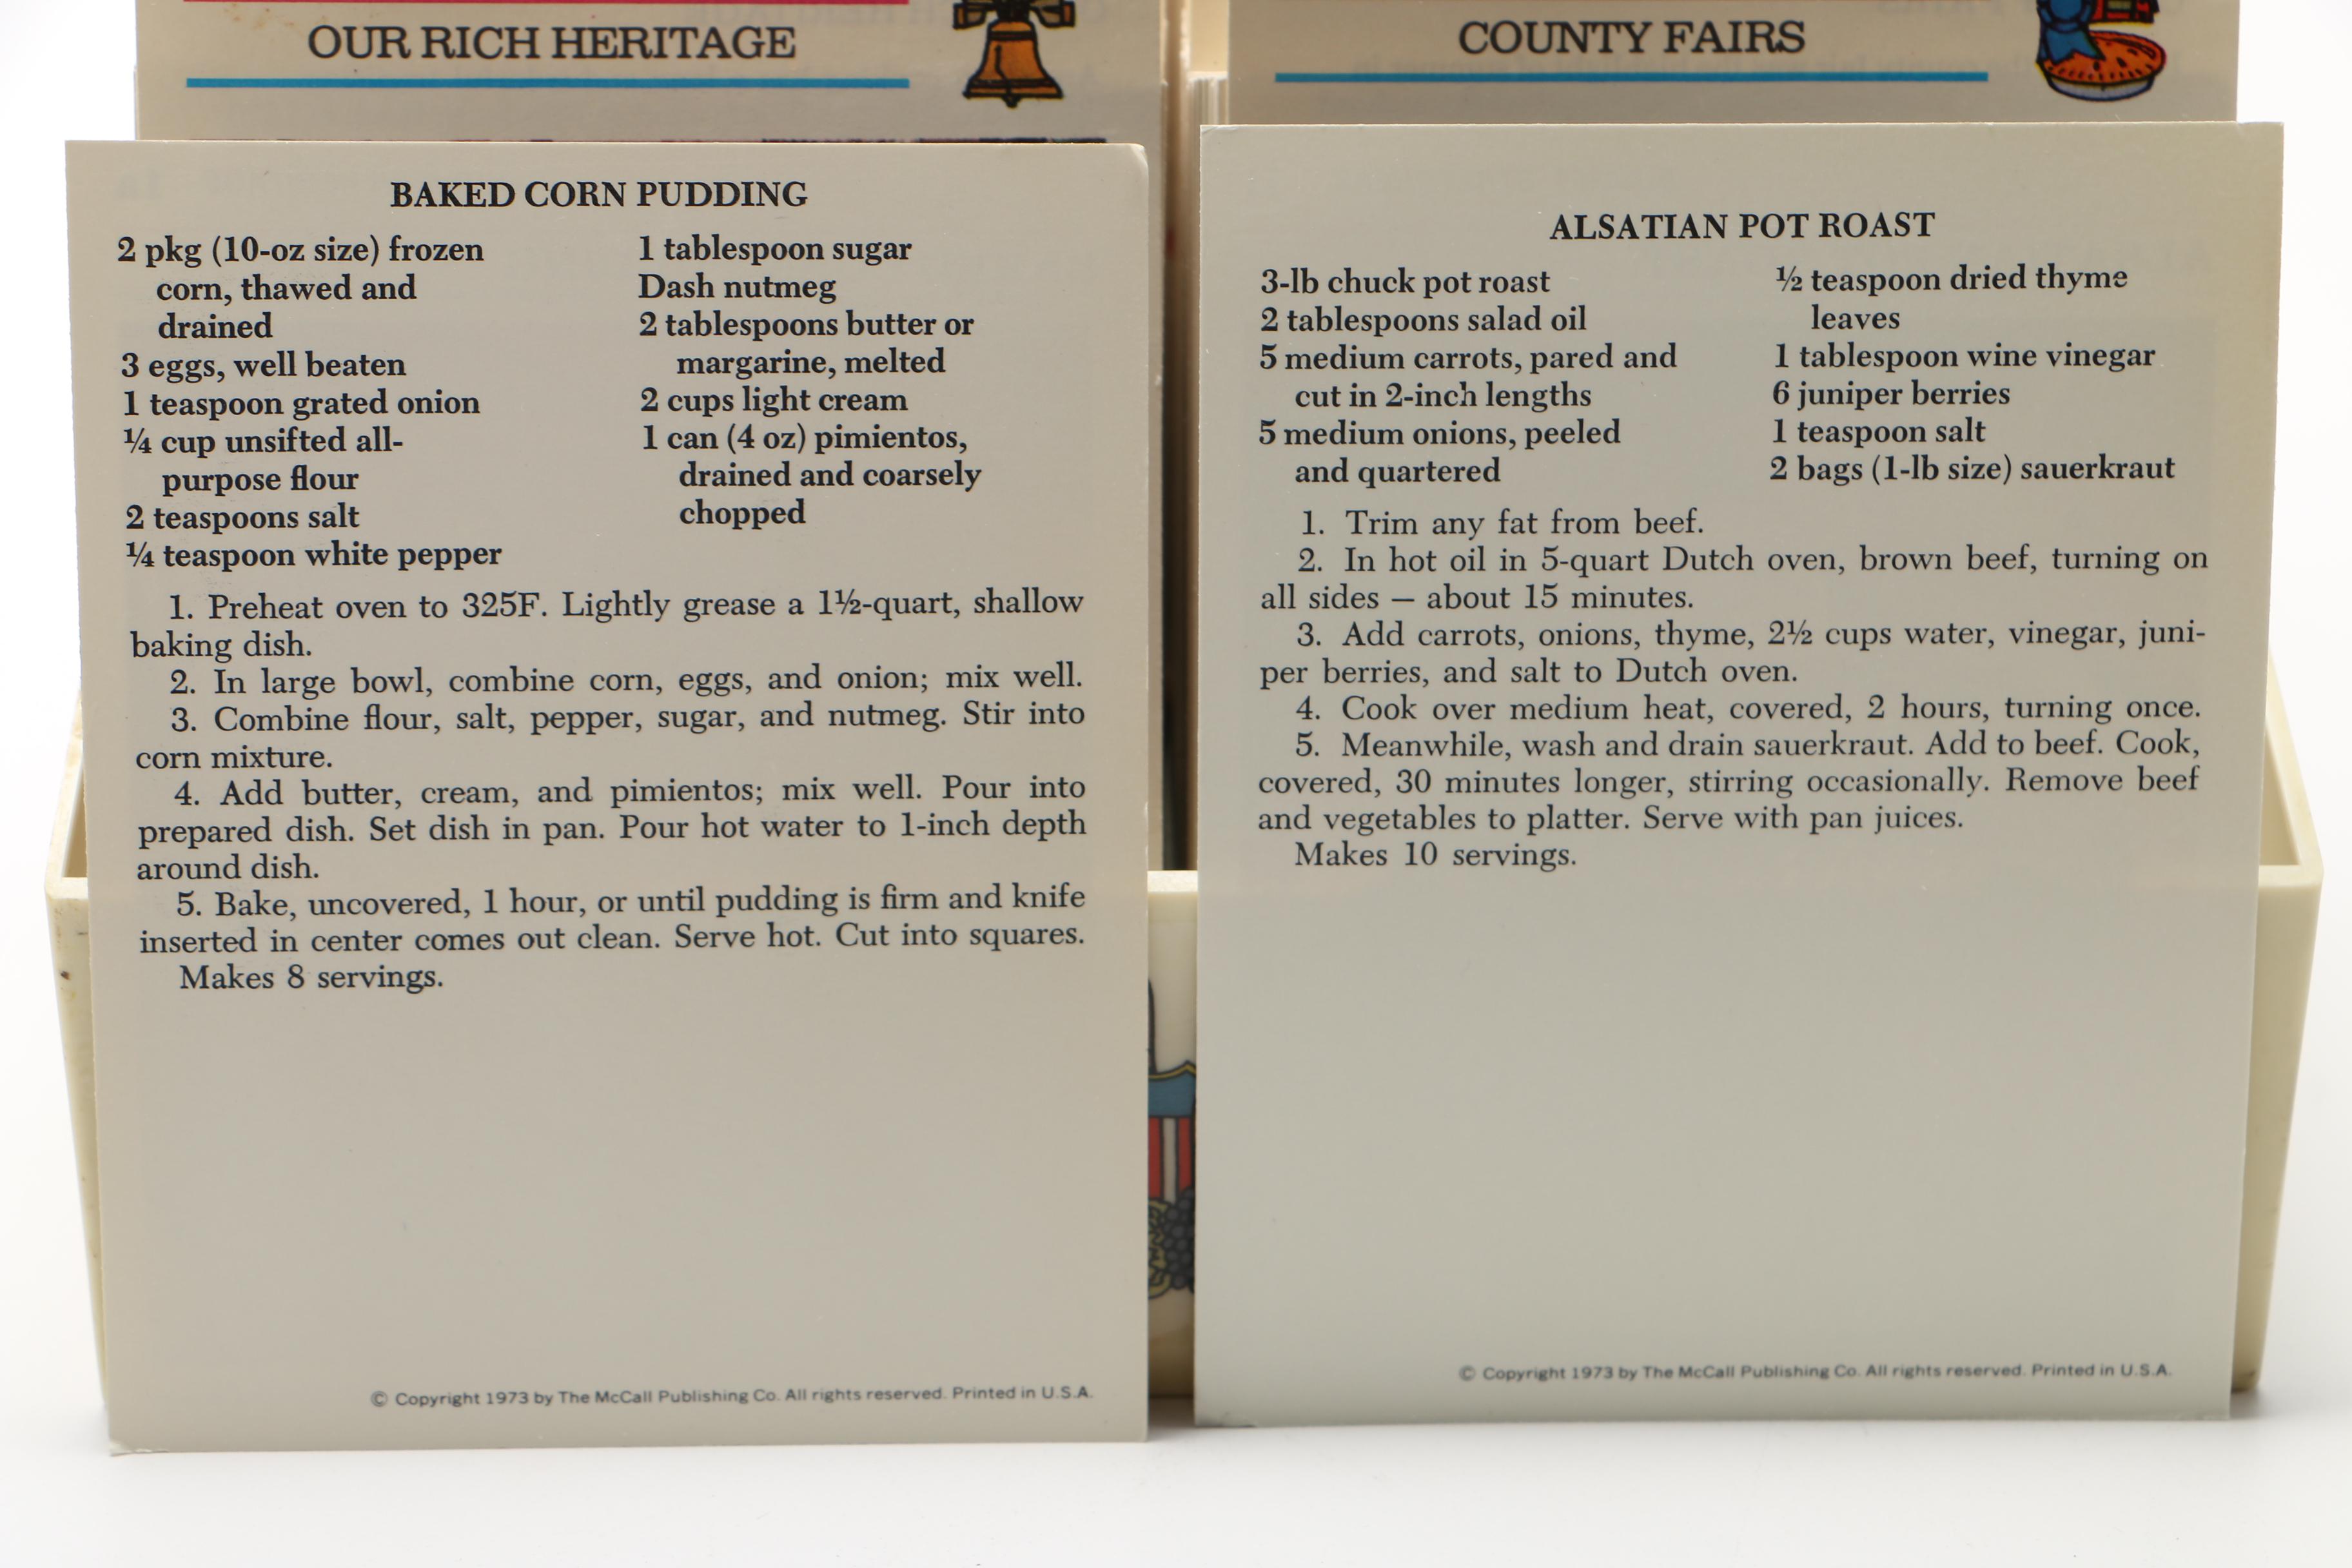 OUR RICH HERITAGE
BAKED CORN PUDDING
2 pkg (10-oz size) frozen
corn, thawed and
drained
3 eggs, well beaten
1 teaspoon grated onion
¼ cup unsifted all-
purpose flour
2 teaspoons salt
¼ teaspoon white pepper
1 tablespoon sugar
Dash nutmeg
2 tablespoons butter or
margarine, melted
2 cups light cream
1 can (4 oz) pimientos,
drained and coarsely
chopped
1. Preheat oven to 325F. Lightly grease a 1½-quart, shallow
baking dish.
2. In large bowl, combine corn, eggs, and onion; mix well.
3. Combine flour, salt, pepper, sugar, and nutmeg. Stir into
corn mixture.
4. Add butter, cream, and pimientos; mix well. Pour into
prepared dish. Set dish in pan. Pour hot water to 1-inch depth
around dish.
5. Bake, uncovered, 1 hour, or until pudding is firm and knife
inserted in center comes out clean. Serve hot. Cut into squares.
Makes 8 servings.
© Copyright 1973 by The McCall Publishing Co. All rights reserved. Printed in U.S.A.
COUNTY FAIRS
ALSATIAN POT ROAST
3-lb chuck pot roast
2 tablespoons salad oil
5 medium carrots, pared and
cut in 2-inch lengths
5 medium onions, peeled
and quartered
½ teaspoon dried thyme
leaves
1 tablespoon wine vinegar
6 juniper berries
1 teaspoon salt
2 bags (1-lb size) sauerkraut
1. Trim any fat from beef.
2. In hot oil in 5-quart Dutch oven, brown beef, turning on
all sides — about 15 minutes.
3. Add carrots, onions, thyme, 2½ cups water, vinegar, juni-
per berries, and salt to Dutch oven.
4. Cook over medium heat, covered, 2 hours, turning once.
5. Meanwhile, wash and drain sauerkraut. Add to beef. Cook,
covered, 30 minutes longer, stirring occasionally. Remove beef
and vegetables to platter. Serve with pan juices.
Makes 10 servings.
© Copyright 1973 by The McCall Publishing Co. All rights reserved. Printed in U.S.A.